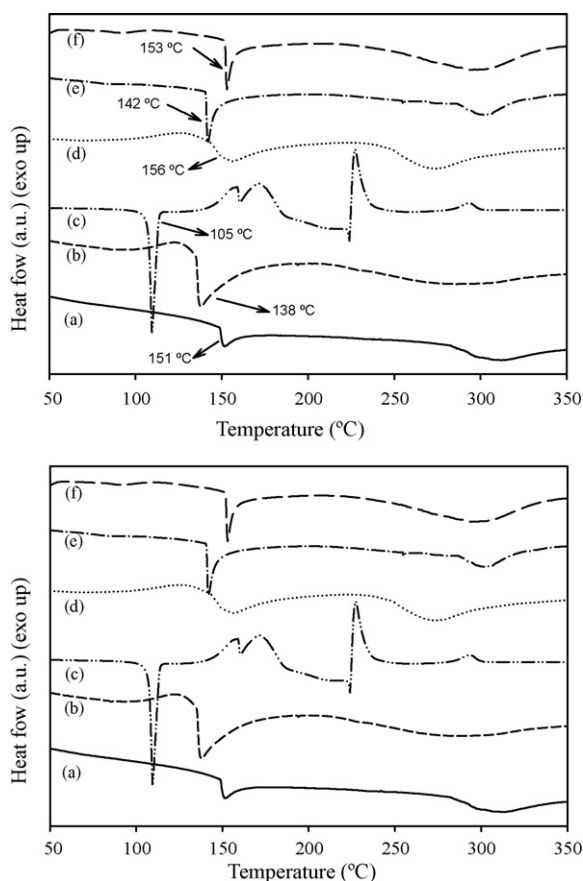 (f)
153 ºC
(e)
142 ºC
(d)
156 ºC
(c)
105 ºC
(b)
138 ºC
(a)
151 ºC
Heat fow (a.u.) (exo up)
50 100 150 200 250 300 350
Temperature (ºC)
(f)
(e)
(d)
(c)
(b)
(a)
Heat fow (a.u.) (exo up)
50 100 150 200 250 300 350
Temperature (ºC)